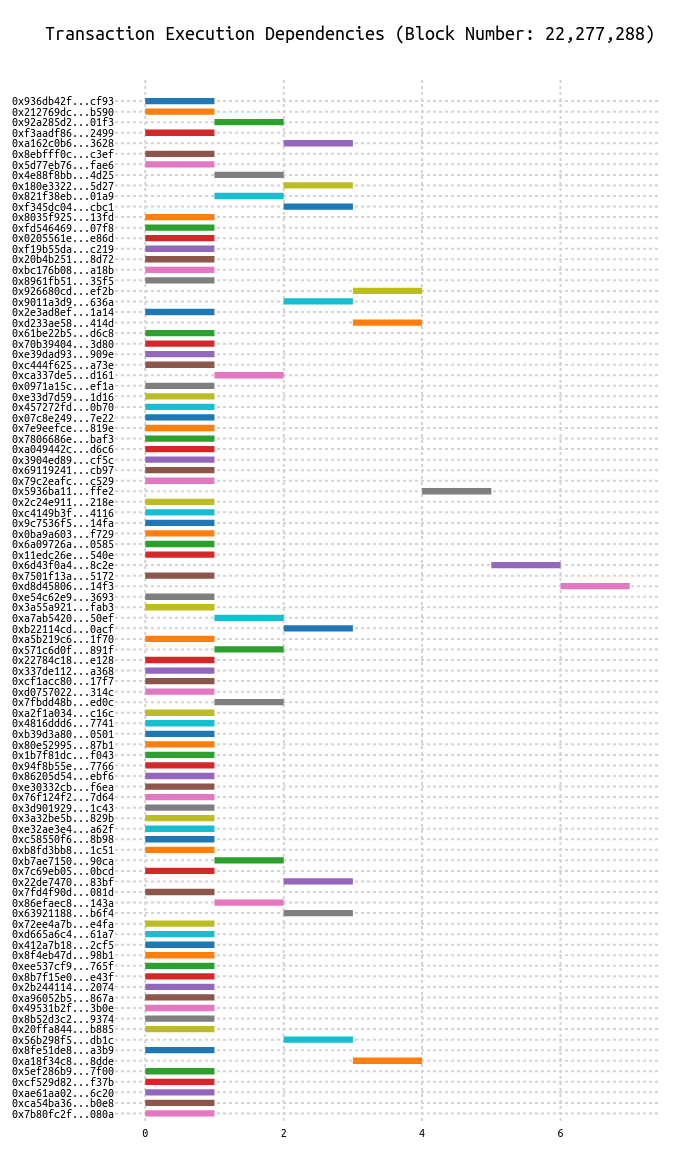 Transaction Execution Dependencies (Block Number: 22,277,288)
0x936db42f...cf93
0x212769dc...b590
0x92a285d2...01f3
0xf3aadf86...2499
0xa162c0b6...3628
0x8ebfff0c...c3ef
0x5d77eb76...fae6
0x4e88f8bb...4d25
0x180e3322...5d27
0x821f38eb...01a9
0xf345dc04...cbc1
0x8035f925...13fd
0xfd546469...07f8
0x0205561e...e86d
0xf19b55da...c219
0x20b4b251...8d72
0xbc176b08...a18b
0x8961fb51...35f5
0x926680cd...ef2b
0x9011a3d9...636a
0x2e3ad8ef...1a14
0xd233ae58...414d
0x61be22b5...d6c8
0x70b39404...3d80
0xe39dad93...909e
0xc444f625...a73e
0xca337de5...d161
0x0971a15c...ef1a
0xe33d7d59...1d16
0x457272fd...0b70
0x07c8e249...7e22
0x7e9eefce...819e
0x7806686e...baf3
0xa049442c...d6c6
0x3904ed89...cf5c
0x69119241...cb97
0x79c2eafc...c529
0x5936ba11...ffe2
0x2c24e911...218e
0xc4149b3f...4116
0x9c7536f5...14fa
0x0ba9a603...f729
0x6a09726a...0585
0x11edc26e...540e
0x6d43f0a4...8c2e
0x7501f13a...5172
0xd8d45806...14f3
0xe54c62e9...3693
0x3a55a921...fab3
0xa7ab5420...50ef
0xb22114cd...0acf
0xa5b219c6...1f70
0x571c6d0f...891f
0x22784c18...e128
0x337de112...a368
0xcf1acc80...17f7
0xd0757022...314c
0x7fbdd48b...ed0c
0xa2f1a034...c16c
0x4816ddd6...7741
0xb39d3a80...0501
0x80e52995...87b1
0x1b7f81dc...f043
0x94f8b55e...7766
0x86205d54...ebf6
0xe30332cb...f6ea
0x76f124f2...7d64
0x3d901929...1c43
0x3a32be5b...829b
0xe32ae3e4...a62f
0xc58550f6...8b98
0xb8fd3bb8...1c51
0xb7ae7150...90ca
0x7c69eb05...0bcd
0x22de7470...83bf
0x7fd4f90d...081d
0x86efaec8...143a
0x63921188...b6f4
0x72ee4a7b...e4fa
0xd665a6c4...61a7
0x412a7b18...2cf5
0x8f4eb47d...98b1
0xee537cf9...765f
0x8b7f15e0...e43f
0x2b244114...2074
0xa96052b5...867a
0x49531b2f...3b0e
0x8b52d3c2...9374
0x20ffa844...b885
0x56b298f5...db1c
0x8fe51de8...a3b9
0xa18f34c8...8dde
0x5ef286b9...7f00
0xcf529d82...f37b
0xae61aa02...6c20
0xca54ba36...b0e8
0x7b80fc2f...080a
0 2 4 6